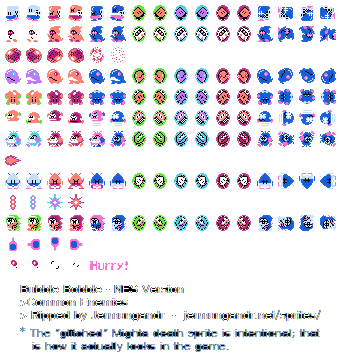 Hurry!
Bubble Bobble - NES Version
>Common Enemies
> Ripped by Jermungandr - jermungandr.net/sprites/
* The "glitched" Mighta death sprite is intentional; that
is how it actually looks in the game.